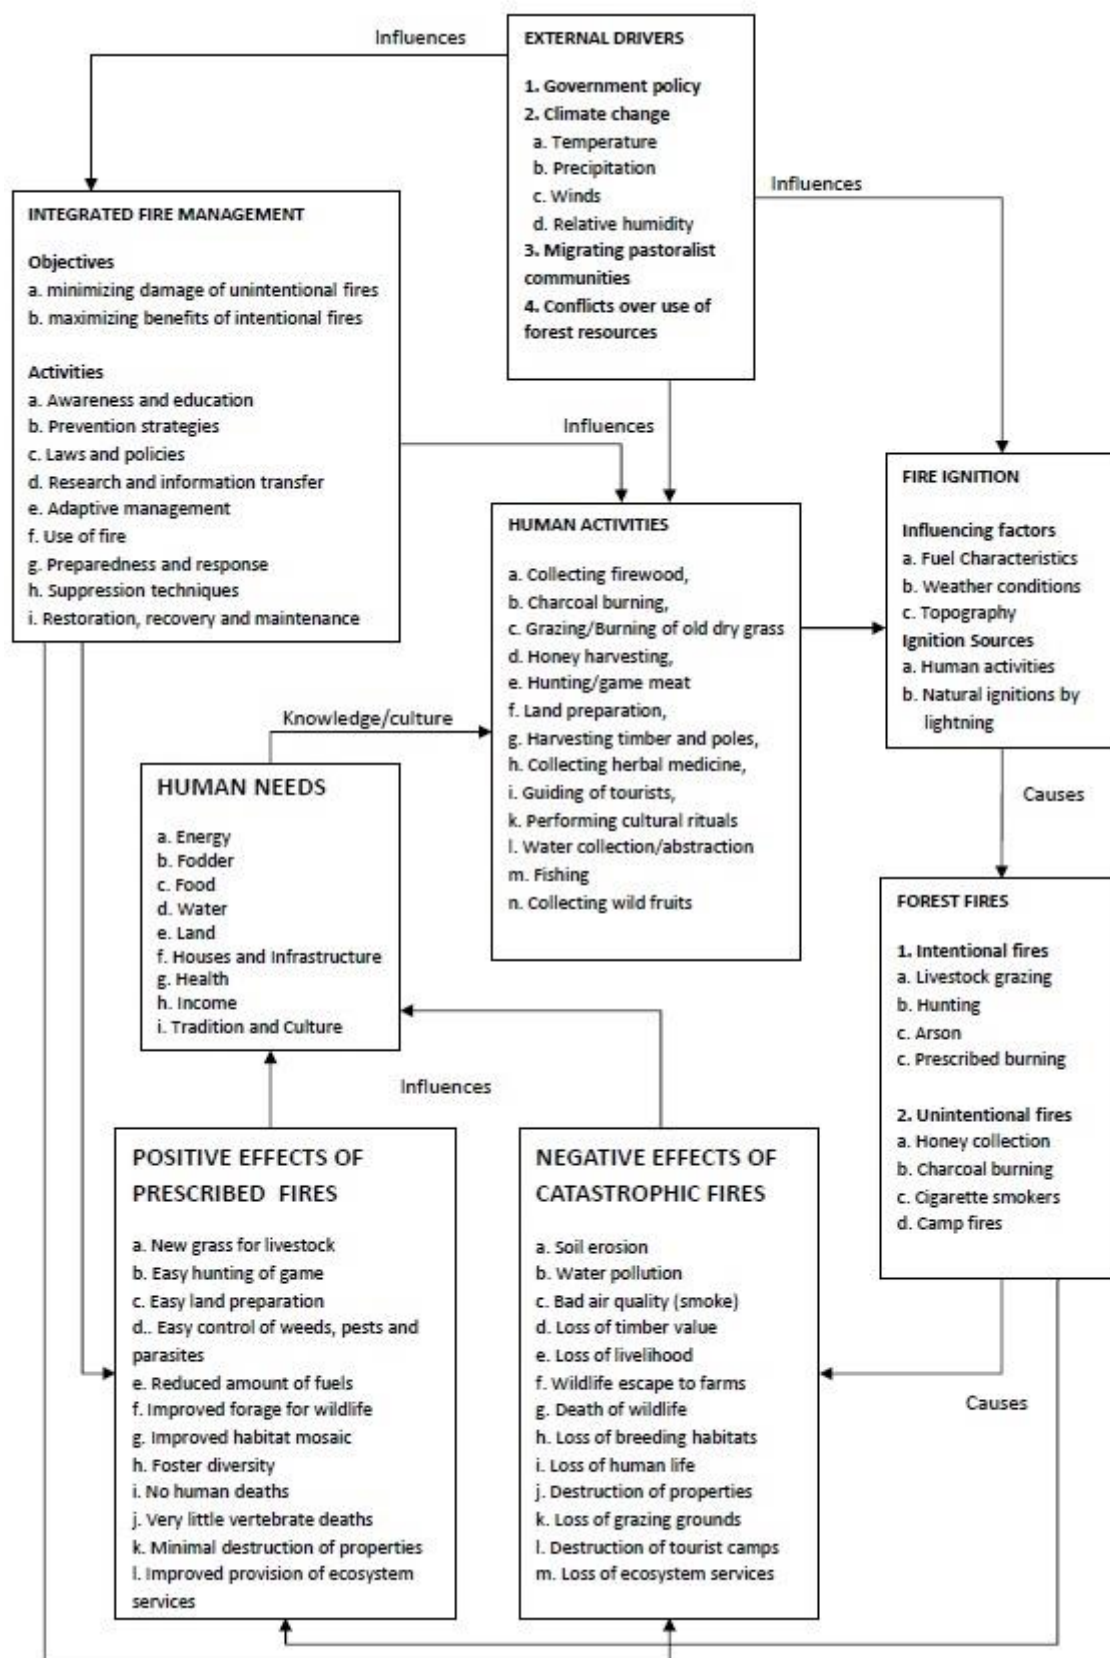 Influences
EXTERNAL DRIVERS
1. Government policy
2. Climate change
a. Temperature
b. Precipitation
c. Winds
d. Relative humidity
3. Migrating pastoralist
communities
4. Conflicts over use of
forest resources
Influences
INTEGRATED FIRE MANAGEMENT
Objectives
a. minimizing damage of unintentional fires
b. maximizing benefits of intentional fires
Activities
a. Awareness and education
b. Prevention strategies
c. Laws and policies
d. Research and information transfer
e. Adaptive management
f. Use of fire
g. Preparedness and response
h. Suppression techniques
i. Restoration, recovery and maintenance
Influences
HUMAN ACTIVITIES
a. Collecting firewood,
b. Charcoal burning,
c. Grazing/Burning of old dry grass
d. Honey harvesting,
e. Hunting/game meat
f. Land preparation,
g. Harvesting timber and poles,
h. Collecting herbal medicine,
i. Guiding of tourists,
k. Performing cultural rituals
l. Water collection/abstraction
m. Fishing
n. Collecting wild fruits
FIRE IGNITION
Influencing factors
a. Fuel Characteristics
b. Weather conditions
c. Topography
Ignition Sources
a. Human activities
b. Natural ignitions by
lightning
Knowledge/culture
HUMAN NEEDS
a. Energy
b. Fodder
c. Food
d. Water
e. Land
f. Houses and Infrastructure
g. Health
h. Income
i. Tradition and Culture
Causes
FOREST FIRES
1. Intentional fires
a. Livestock grazing
b. Hunting
c. Arson
c. Prescribed burning
2. Unintentional fires
a. Honey collection
b. Charcoal burning
c. Cigarette smokers
d. Camp fires
Influences
POSITIVE EFFECTS OF
PRESCRIBED FIRES
a. New grass for livestock
b. Easy hunting of game
c. Easy land preparation
d.. Easy control of weeds, pests and
parasites
e. Reduced amount of fuels
f. Improved forage for wildlife
g. Improved habitat mosaic
h. Foster diversity
i. No human deaths
j. Very little vertebrate deaths
k. Minimal destruction of properties
l. Improved provision of ecosystem
services
NEGATIVE EFFECTS OF
CATASTROPHIC FIRES
a. Soil erosion
b. Water pollution
c. Bad air quality (smoke)
d. Loss of timber value
e. Loss of livelihood
f. Wildlife escape to farms
g. Death of wildlife
h. Loss of breeding habitats
i. Loss of human life
j. Destruction of properties
k. Loss of grazing grounds
l. Destruction of tourist camps
m. Loss of ecosystem services
Causes